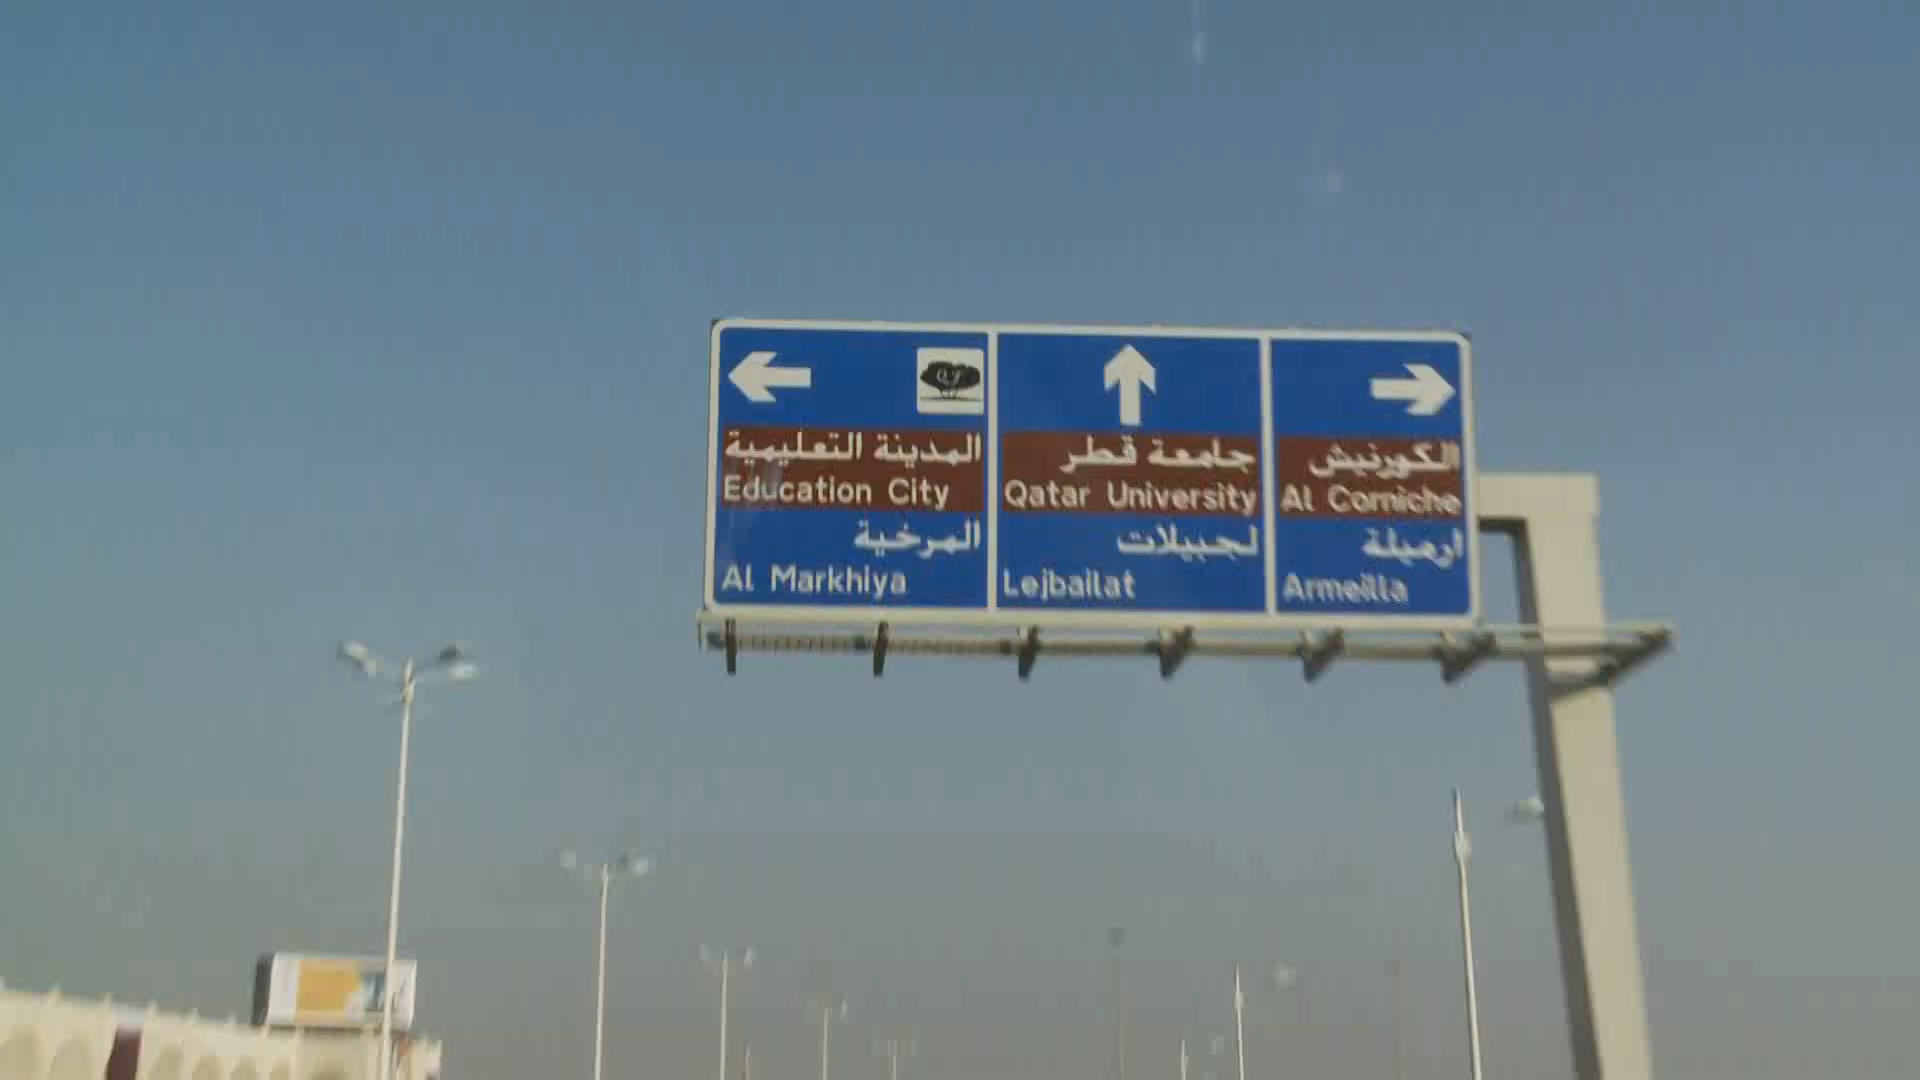 المدينة التعليمية
Education City
المرخية
Al Markhiya
جامعة قطر
Qatar University
لجبيلات
Lejbailat
الكورنيش
Al Corniche
ارميلة
Armeilla